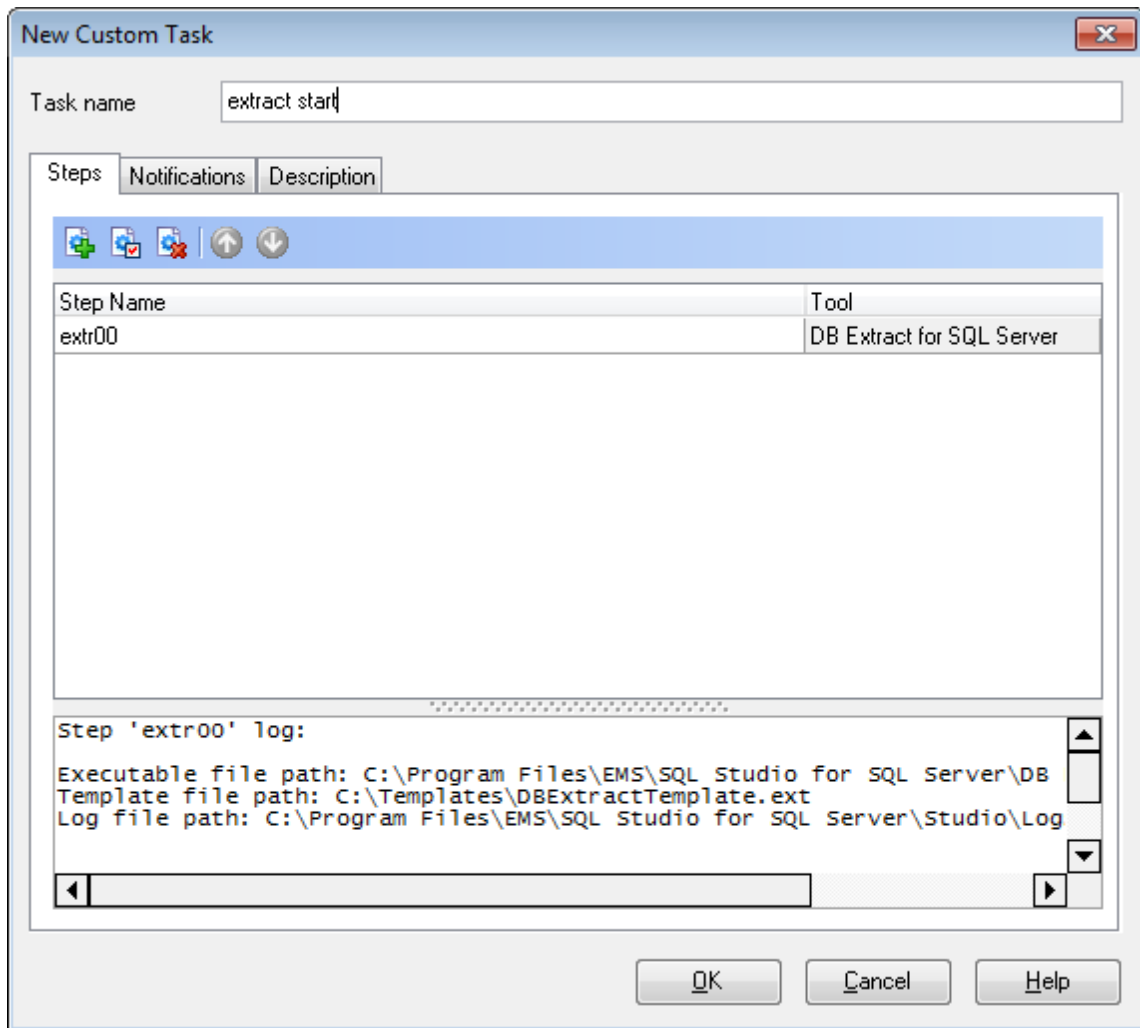 New Custom Task
Task name
extract start
Steps Notifications Description
Step Name Tool
extr00 DB Extract for SQL Server
Step 'extr00' log:
Executable file path: C:\Program Files\EMS\SQL Studio for SQL Server\DB
Template file path: C:\Templates\DBExtractTemplate.ext
Log file path: C:\Program Files\EMS\SQL Studio for SQL Server\Studio\Log
OK Cancel Help